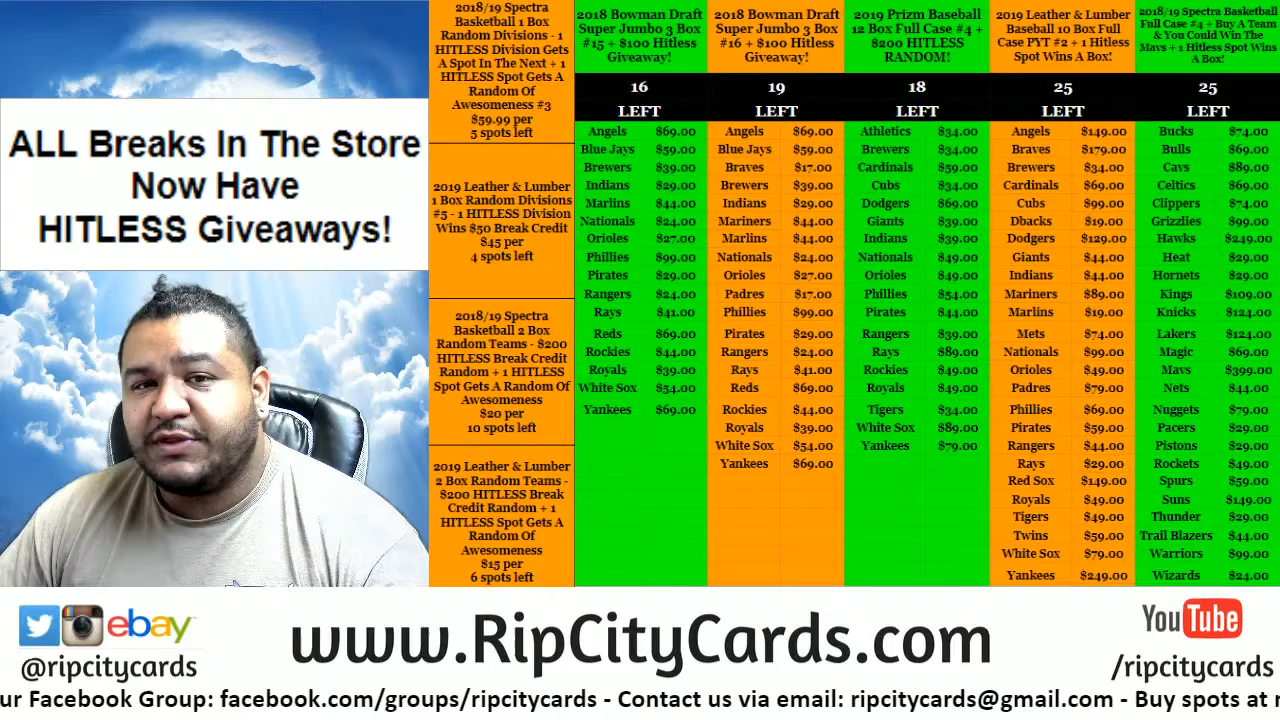 ALL Breaks In The Store
Now Have
HITLESS Giveaways!
2018/19 Spectra
Basketball 1 Box
Random Divisions - 1
HITLESS Division Gets
A Spot In The Next + 1
HITLESS Spot Gets A
Random Of
Awesomeness #3
$59.99 per
5 spots left
2019 Leather & Lumber
1 Box Random Divisions
#5 - 1 HITLESS Division
Wins $50 Break Credit
$45 per
4 spots left
2018/19 Spectra
Basketball 2 Box
Random Teams - $200
HITLESS Break Credit
Random + 1 HITLESS
Spot Gets A Random Of
Awesomeness
$20 per
10 spots left
2019 Leather & Lumber
2 Box Random Teams -
$200 HITLESS Break
Credit Random + 1
HITLESS Spot Gets A
Random Of
Awesomeness
$15 per
6 spots left
2018 Bowman Draft
Super Jumbo 3 Box
#15 + $100 Hitless
Giveaway!
16
LEFT
Angels $69.00
Blue Jays $59.00
Brewers $39.00
Indians $29.00
Marlins $44.00
Nationals $24.00
Orioles $27.00
Phillies $99.00
Pirates $29.00
Rangers $24.00
Rays $41.00
Reds $69.00
Rockies $44.00
Royals $39.00
White Sox $54.00
Yankees $69.00
2018 Bowman Draft
Super Jumbo 3 Box
#16 + $100 Hitless
Giveaway!
19
LEFT
Angels $69.00
Blue Jays $59.00
Braves $17.00
Brewers $39.00
Indians $29.00
Mariners $44.00
Marlins $44.00
Nationals $24.00
Orioles $27.00
Padres $17.00
Phillies $99.00
Pirates $29.00
Rangers $24.00
Rays $41.00
Reds $69.00
Rockies $44.00
Royals $39.00
White Sox $54.00
Yankees $69.00
2019 Prizm Baseball
12 Box Full Case #4 +
$200 HITLESS
RANDOM!
18
LEFT
Athletics $34.00
Brewers $34.00
Cardinals $59.00
Cubs $34.00
Dodgers $69.00
Giants $39.00
Indians $39.00
Nationals $49.00
Orioles $49.00
Phillies $54.00
Pirates $44.00
Rangers $39.00
Rays $89.00
Rockies $49.00
Royals $49.00
Tigers $34.00
White Sox $89.00
Yankees $79.00
2019 Leather & Lumber
Baseball 10 Box Full
Case PYT #2 + 1 Hitless
Spot Wins A Box!
25
LEFT
Angels $149.00
Braves $179.00
Brewers $34.00
Cardinals $69.00
Cubs $99.00
Dbacks $19.00
Dodgers $129.00
Giants $44.00
Indians $44.00
Mariners $89.00
Marlins $19.00
Mets $74.00
Nationals $99.00
Orioles $49.00
Padres $79.00
Phillies $69.00
Pirates $59.00
Rangers $44.00
Rays $29.00
Red Sox $149.00
Royals $49.00
Tigers $49.00
Twins $59.00
White Sox $79.00
Yankees $249.00
2018/19 Spectra Basketball
Full Case #4 + Buy A Team
& You Could Win The
Mavs + 1 Hitless Spot Wins
A Box!
25
LEFT
Bucks $74.00
Bulls $69.00
Cavs $89.00
Celtics $69.00
Clippers $74.00
Grizzlies $99.00
Hawks $249.00
Heat $29.00
Hornets $29.00
Kings $109.00
Knicks $124.00
Lakers $124.00
Magic $69.00
Mavs $399.00
Nets $44.00
Nuggets $79.00
Pacers $29.00
Pistons $29.00
Rockets $49.00
Spurs $59.00
Suns $149.00
Thunder $29.00
Trail Blazers $44.00
Warriors $99.00
Wizards $24.00
ebay
@ripcitycards
www.RipCityCards.com
YouTube
/ripcitycards
ur Facebook Group: facebook.com/groups/ripcitycards - Contact us via email: ripcitycards@gmail.com - Buy spots at